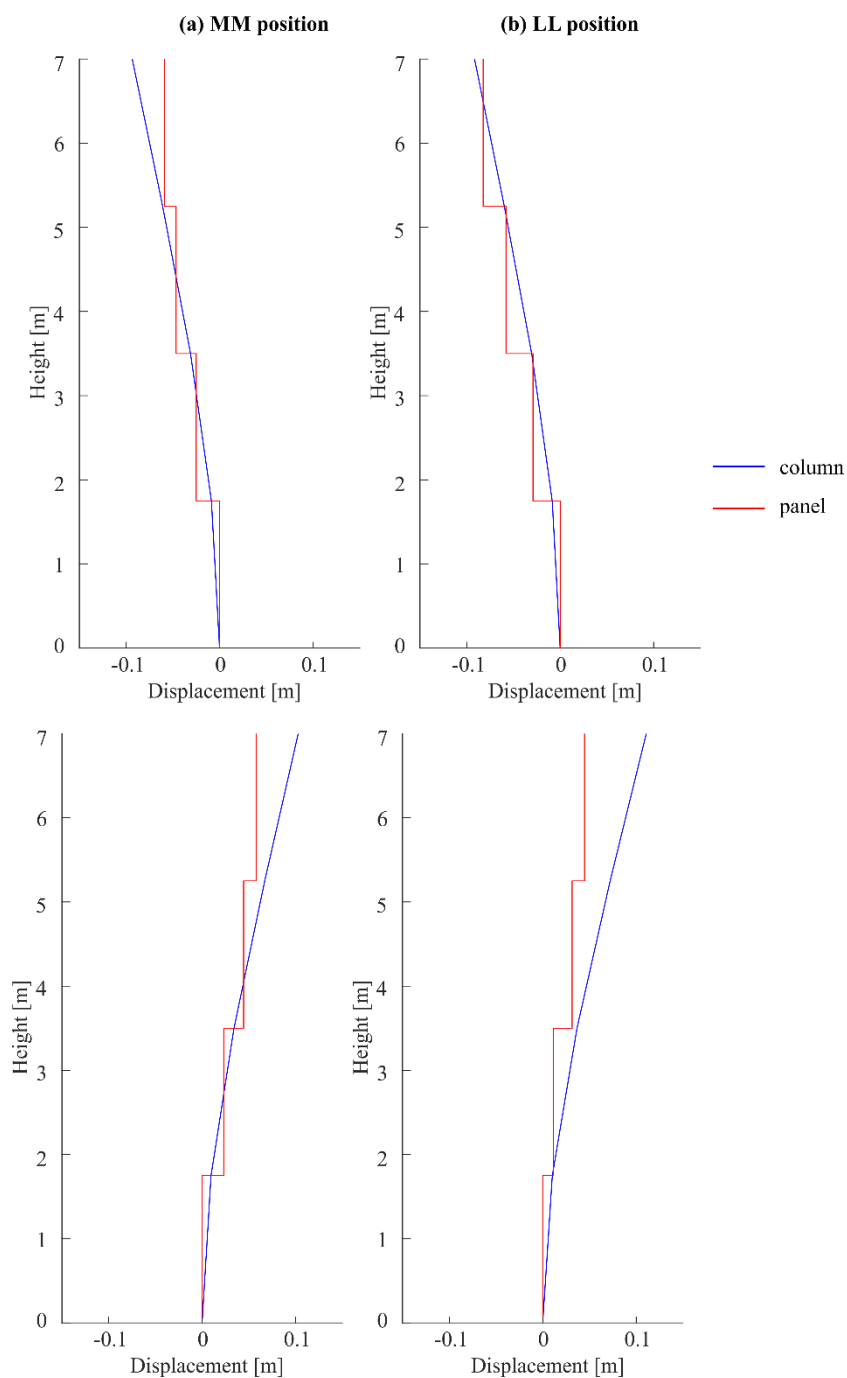 (a) MM position
(b) LL position
7
6
5
4
3
2
1
0
Height [m]
-0.1 0 0.1
Displacement [m]
7
6
5
4
3
2
1
0
Height [m]
-0.1 0 0.1
Displacement [m]
column
panel
7
6
5
4
3
2
1
0
Height [m]
-0.1 0 0.1
Displacement [m]
7
6
5
4
3
2
1
0
Height [m]
-0.1 0 0.1
Displacement [m]